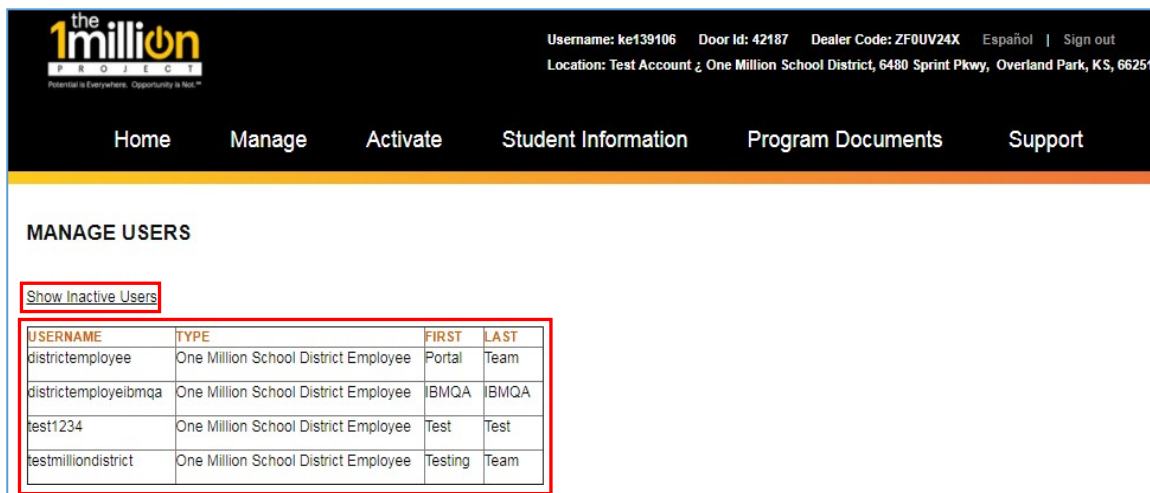 the
1million
PROJECT
Potential is Everywhere. Opportunity is Not.℠
Username: ke139106 Door Id: 42187 Dealer Code: ZF0UV24X Español | Sign out
Location: Test Account ¿ One Million School District, 6480 Sprint Pkwy, Overland Park, KS, 66251
Home Manage Activate Student Information Program Documents Support
MANAGE USERS
Show Inactive Users
USERNAME TYPE FIRST LAST
districtemployee One Million School District Employee Portal Team
districtemployeibmqa One Million School District Employee IBMQA IBMQA
test1234 One Million School District Employee Test Test
testmilliondistrict One Million School District Employee Testing Team